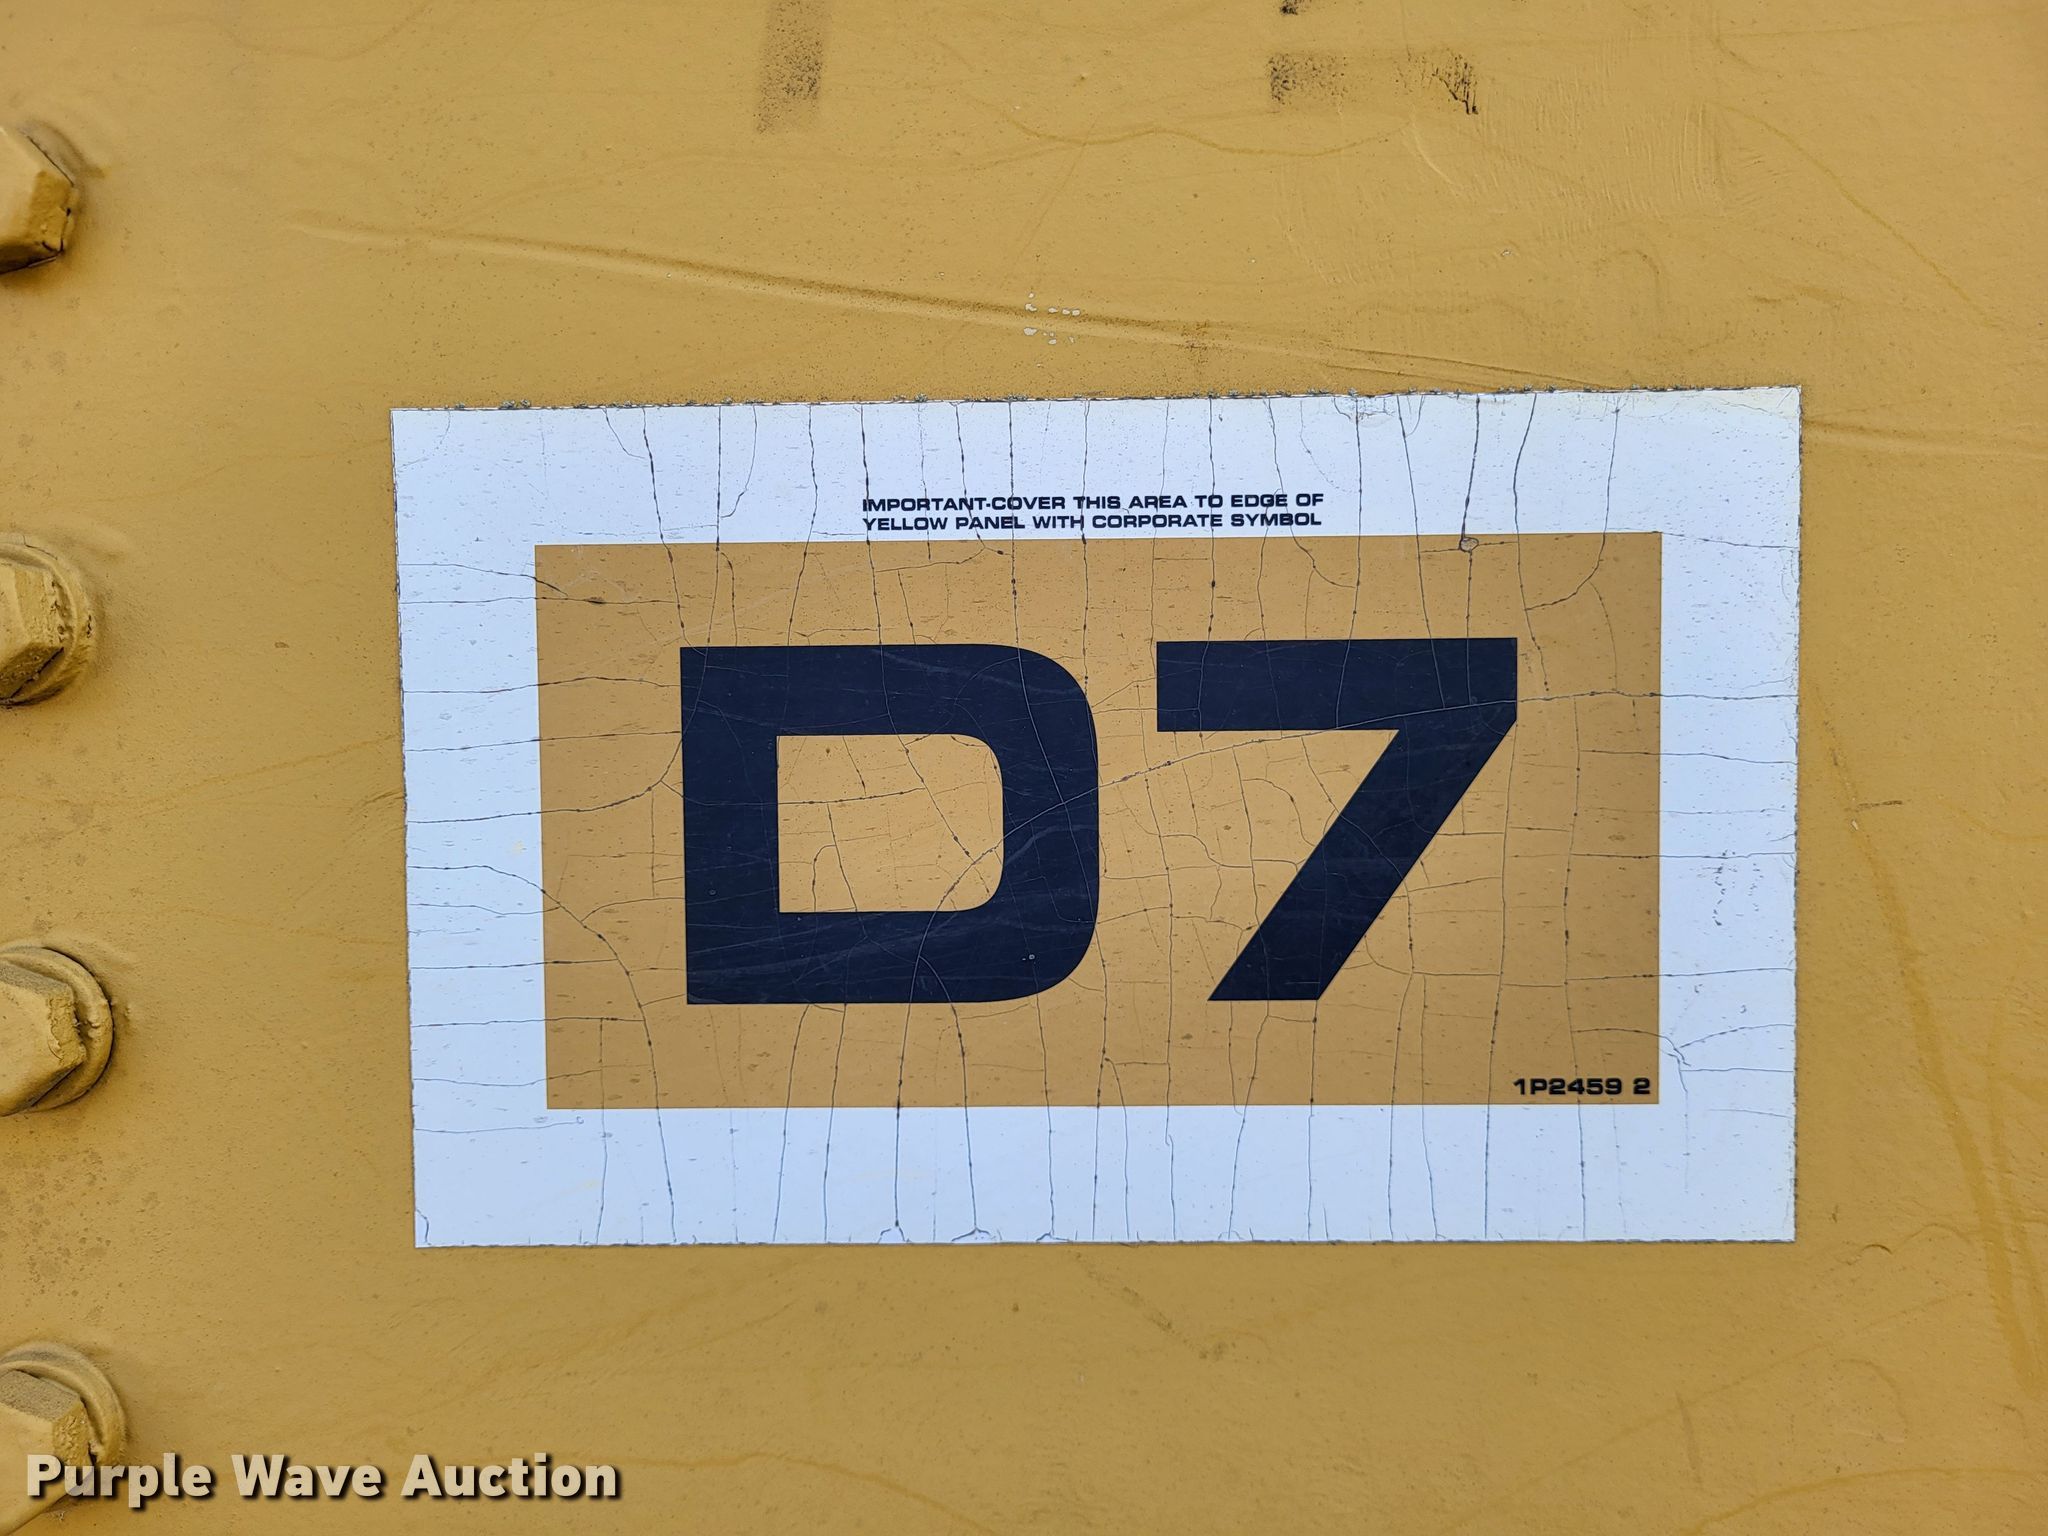 IMPORTANT-COVER THIS AREA TO EDGE OF
YELLOW PANEL WITH CORPORATE SYMBOL
D7
1P2459 2
Purple Wave Auction